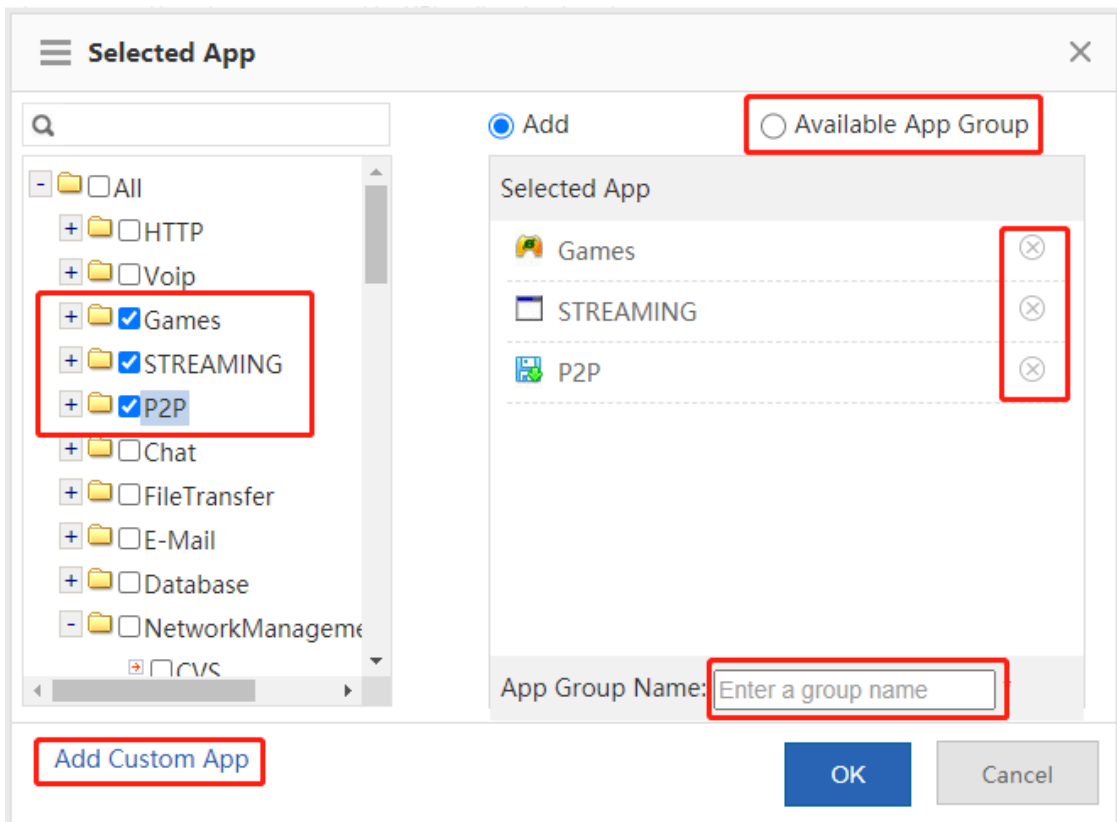 Selected App
Add
Available App Group
All
HTTP
Voip
Games
STREAMING
P2P
Chat
FileTransfer
E-Mail
Database
NetworkManageme
CVS
Selected App
Games
STREAMING
P2P
App Group Name:
Enter a group name
*
Add Custom App
OK
Cancel